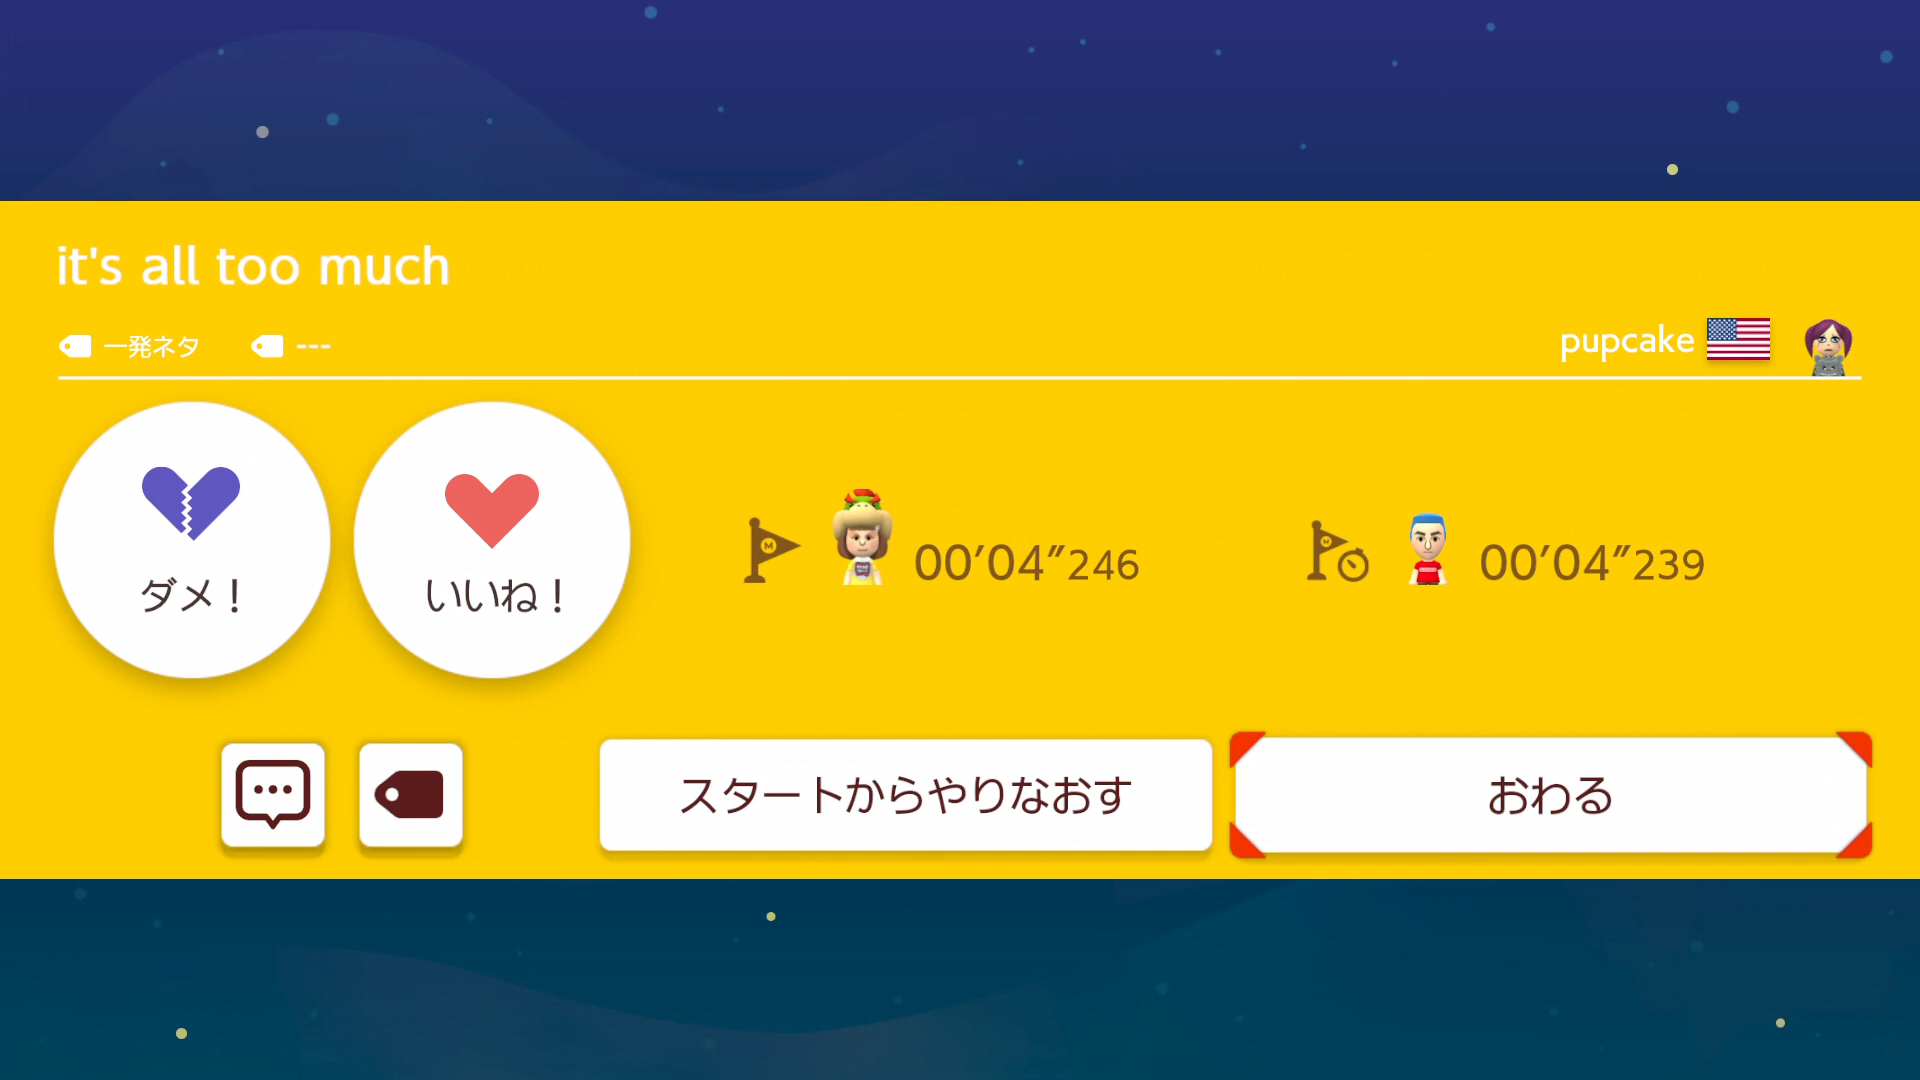 it's all too much
一発ネタ ---
pupcake
ダメ！
いいね！
M 00′04″246
M 00′04″239
スタートからやりなおす
おわる